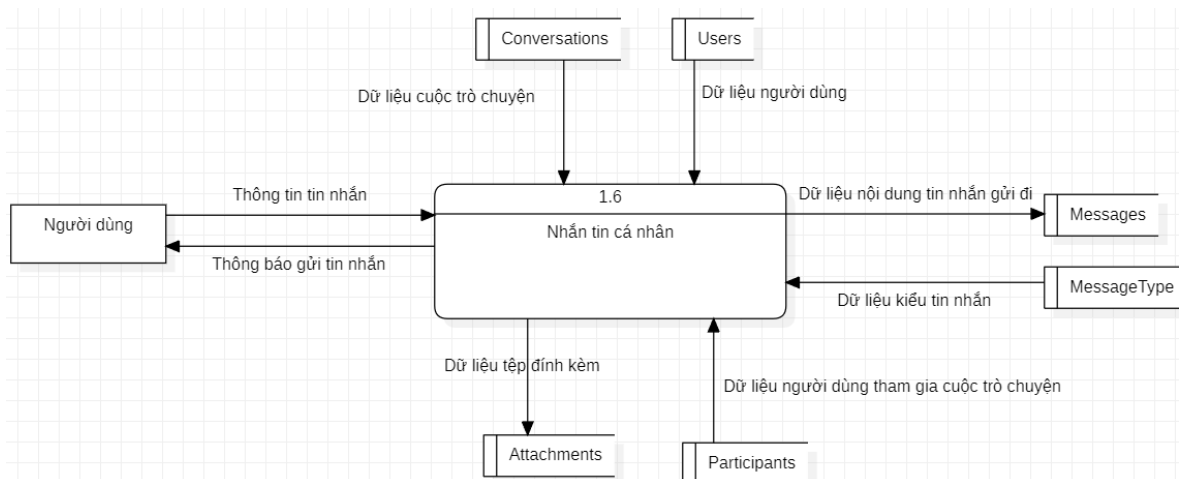 Conversations
Users
Dữ liệu cuộc trò chuyện
Dữ liệu người dùng
Thông tin tin nhắn
1.6
Dữ liệu nội dung tin nhắn gửi đi
Messages
Người dùng
Nhắn tin cá nhân
Thông báo gửi tin nhắn
MessageType
Dữ liệu kiểu tin nhắn
Dữ liệu tệp đính kèm
Dữ liệu người dùng tham gia cuộc trò chuyện
Attachments
Participants